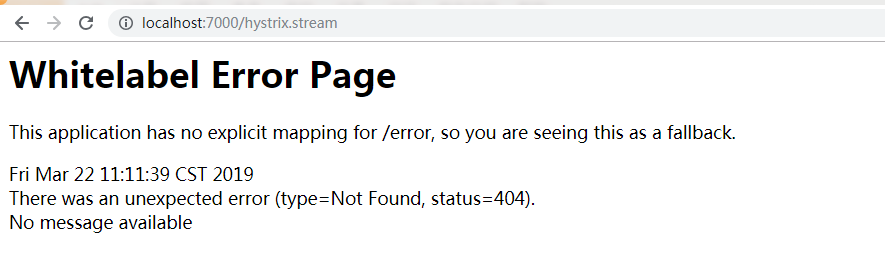 localhost:7000/hystrix.stream
Whitelabel Error Page
This application has no explicit mapping for /error, so you are seeing this as a fallback.
Fri Mar 22 11:11:39 CST 2019
There was an unexpected error (type=Not Found, status=404).
No message available